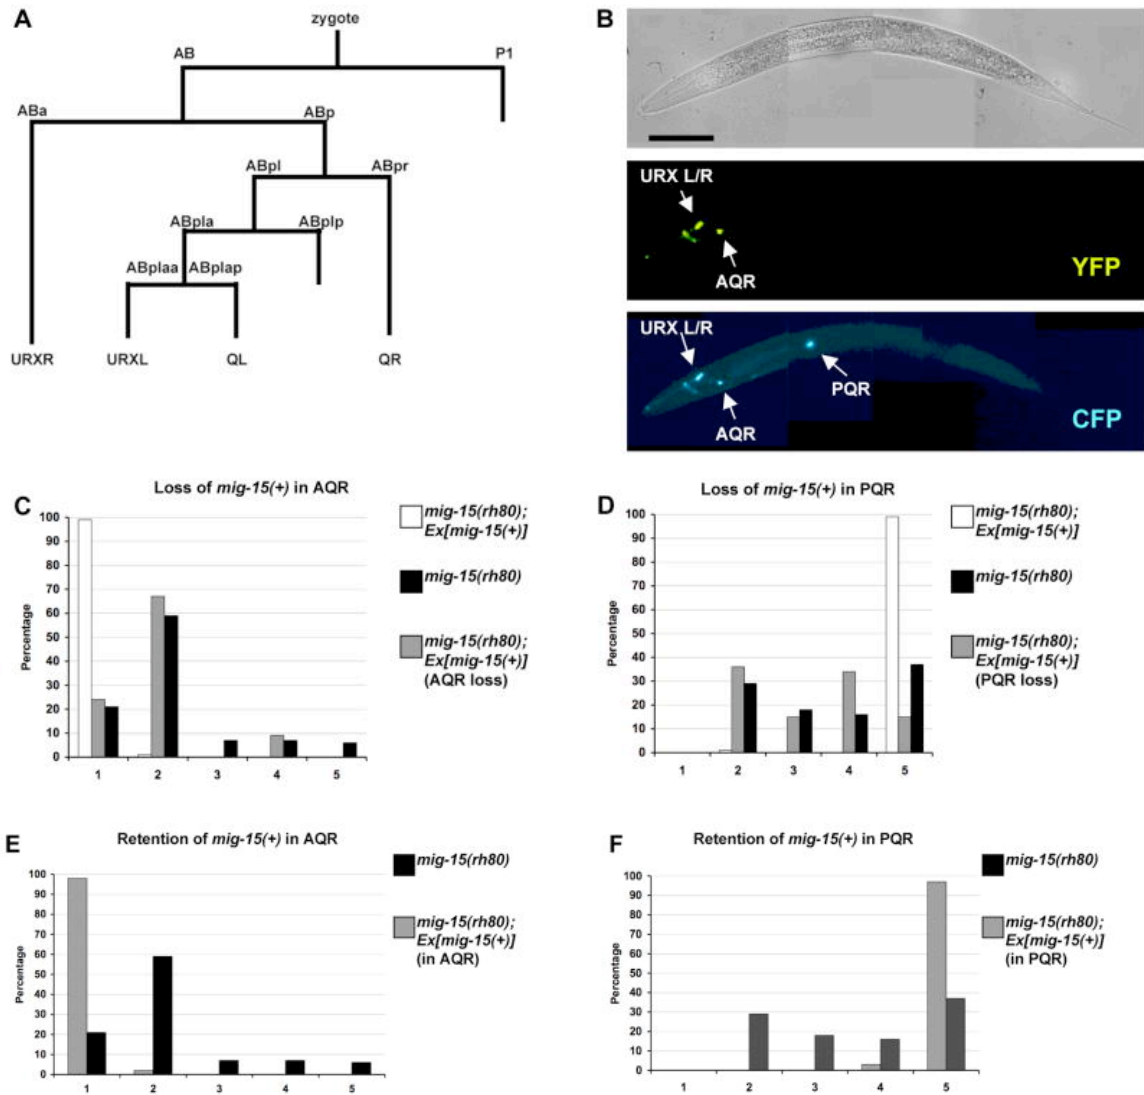 A
zygote
AB
P1
ABa
ABp
ABpl
ABpr
ABpla
ABplp
ABplaa
ABplap
URXR
URXL
QL
QR
B
URX L/R
AQR
YFP
URX L/R
PQR
AQR
CFP
C
Loss of mig-15(+) in AQR
Percentage
100
90
80
70
60
50
40
30
20
10
0
1 2 3 4 5
mig-15(rh80);
Ex[mig-15(+)]
mig-15(rh80)
mig-15(rh80);
Ex[mig-15(+)]
(AQR loss)
D
Loss of mig-15(+) in PQR
Percentage
100
90
80
70
60
50
40
30
20
10
0
1 2 3 4 5
mig-15(rh80);
Ex[mig-15(+)]
mig-15(rh80)
mig-15(rh80);
Ex[mig-15(+)]
(PQR loss)
E
Retention of mig-15(+) in AQR
Percentage
100
90
80
70
60
50
40
30
20
10
0
1 2 3 4 5
mig-15(rh80)
mig-15(rh80);
Ex[mig-15(+)]
(in AQR)
F
Retention of mig-15(+) in PQR
Percentage
100
90
80
70
60
50
40
30
20
10
0
1 2 3 4 5
mig-15(rh80)
mig-15(rh80);
Ex[mig-15(+)]
(in PQR)